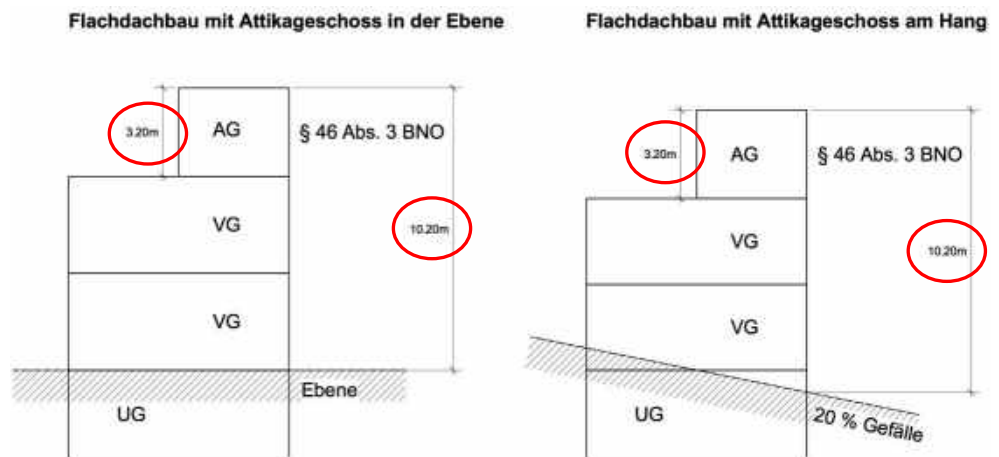 Flachdachbau mit Attikageschoss in der Ebene
3.20m
AG
§ 46 Abs. 3 BNO
VG
10.20m
VG
Ebene
UG
Flachdachbau mit Attikageschoss am Hang
3.20m
AG
§ 46 Abs. 3 BNO
VG
10.20m
VG
UG
20 % Gefälle